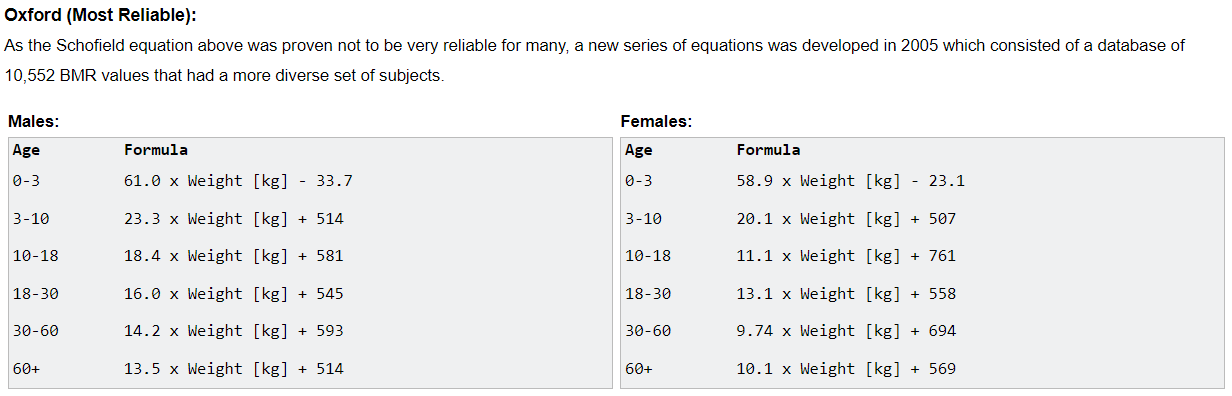 Oxford (Most Reliable):
As the Schofield equation above was proven not to be very reliable for many, a new series of equations was developed in 2005 which consisted of a database of
10,552 BMR values that had a more diverse set of subjects.
Males:
Age Formula
0-3 61.0 x Weight [kg] - 33.7
3-10 23.3 x Weight [kg] + 514
10-18 18.4 x Weight [kg] + 581
18-30 16.0 x Weight [kg] + 545
30-60 14.2 x Weight [kg] + 593
60+ 13.5 x Weight [kg] + 514
Females:
Age Formula
0-3 58.9 x Weight [kg] - 23.1
3-10 20.1 x Weight [kg] + 507
10-18 11.1 x Weight [kg] + 761
18-30 13.1 x Weight [kg] + 558
30-60 9.74 x Weight [kg] + 694
60+ 10.1 x Weight [kg] + 569